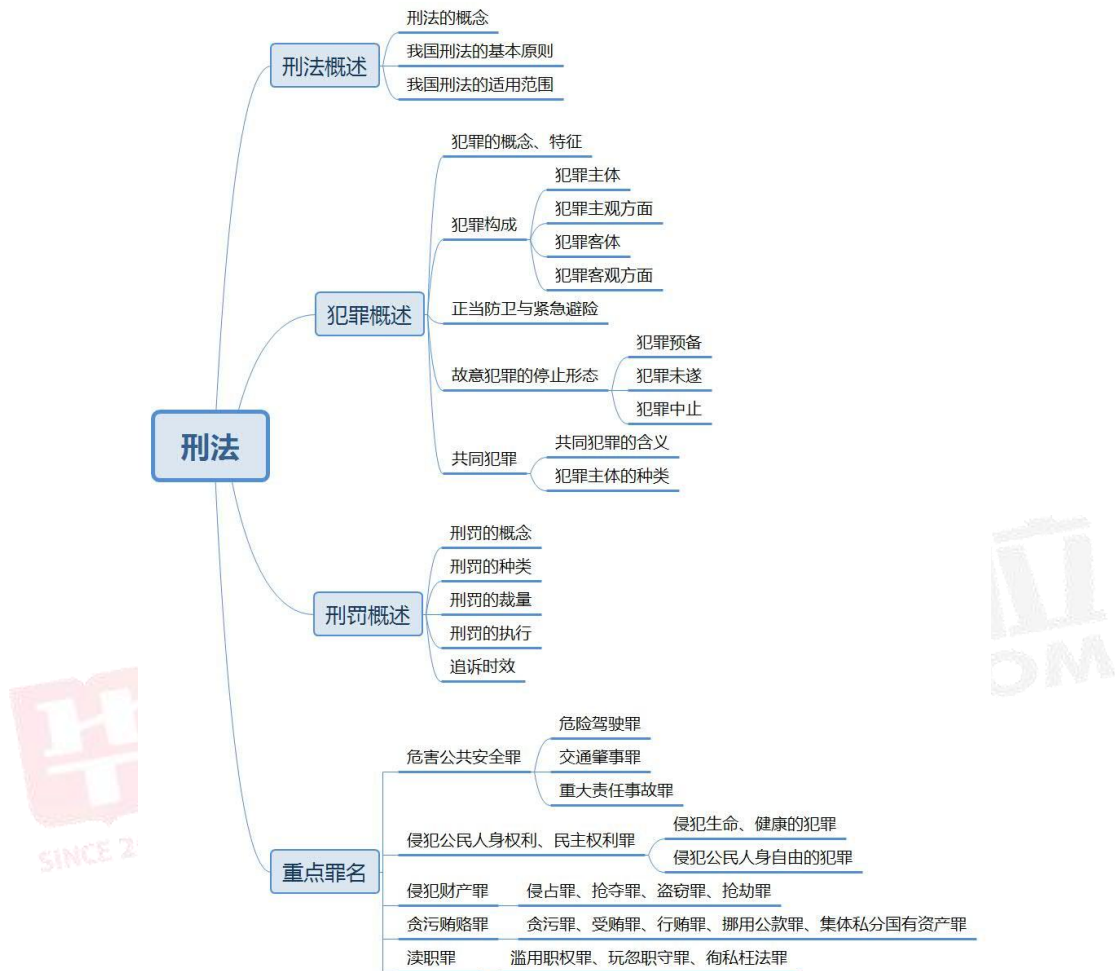 刑法
刑法概述
刑法的概念
我国刑法的基本原则
我国刑法的适用范围
犯罪概述
犯罪的概念、特征
犯罪构成
犯罪主体
犯罪主观方面
犯罪客体
犯罪客观方面
正当防卫与紧急避险
故意犯罪的停止形态
犯罪预备
犯罪未遂
犯罪中止
共同犯罪
共同犯罪的含义
犯罪主体的种类
刑罚概述
刑罚的概念
刑罚的种类
刑罚的裁量
刑罚的执行
追诉时效
重点罪名
危害公共安全罪
危险驾驶罪
交通肇事罪
重大责任事故罪
侵犯公民人身权利、民主权利罪
侵犯生命、健康的犯罪
侵犯公民人身自由的犯罪
侵犯财产罪
侵占罪、抢夺罪、盗窃罪、抢劫罪
贪污贿赂罪
贪污罪、受贿罪、行贿罪、挪用公款罪、集体私分国有资产罪
渎职罪
滥用职权罪、玩忽职守罪、徇私枉法罪
SINCE 2
OM